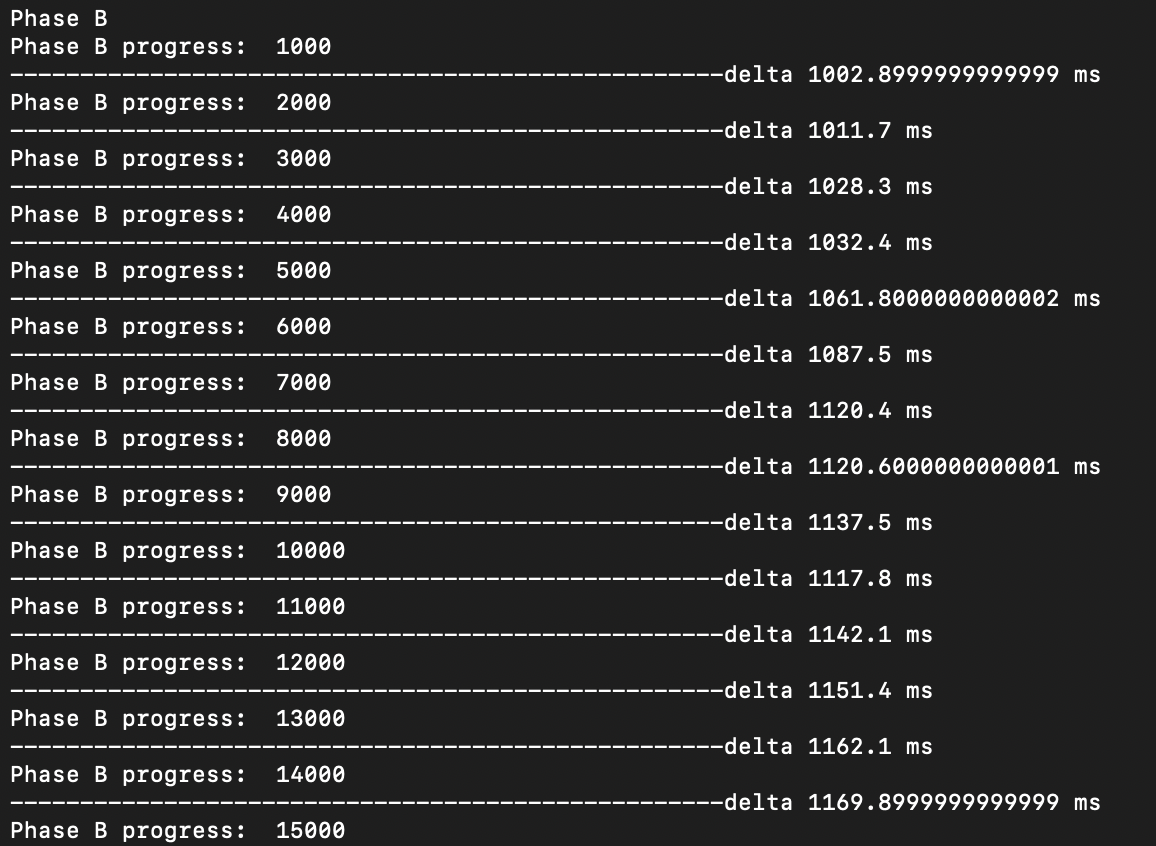 Phase B
Phase B progress:  1000
---------------------------------------------------delta 1002.8999999999999 ms
Phase B progress:  2000
---------------------------------------------------delta 1011.7 ms
Phase B progress:  3000
---------------------------------------------------delta 1028.3 ms
Phase B progress:  4000
---------------------------------------------------delta 1032.4 ms
Phase B progress:  5000
---------------------------------------------------delta 1061.8000000000002 ms
Phase B progress:  6000
---------------------------------------------------delta 1087.5 ms
Phase B progress:  7000
---------------------------------------------------delta 1120.4 ms
Phase B progress:  8000
---------------------------------------------------delta 1120.6000000000001 ms
Phase B progress:  9000
---------------------------------------------------delta 1137.5 ms
Phase B progress:  10000
---------------------------------------------------delta 1117.8 ms
Phase B progress:  11000
---------------------------------------------------delta 1142.1 ms
Phase B progress:  12000
---------------------------------------------------delta 1151.4 ms
Phase B progress:  13000
---------------------------------------------------delta 1162.1 ms
Phase B progress:  14000
---------------------------------------------------delta 1169.8999999999999 ms
Phase B progress:  15000